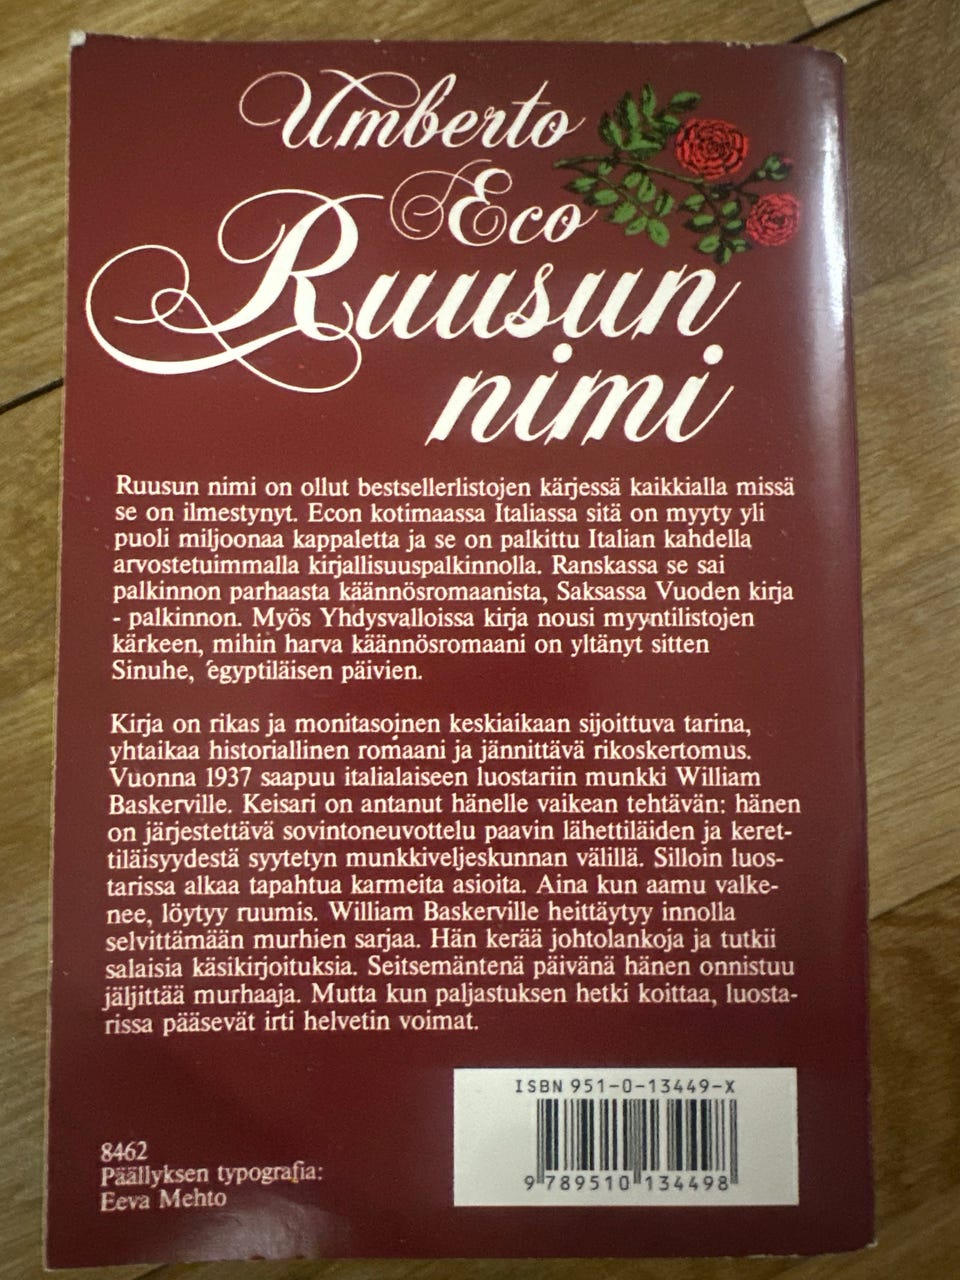 Umberto
Eco
Ruusun
nimi
Ruusun nimi on ollut bestsellerlistojen kärjessä kaikkialla missä
se on ilmestynyt. Econ kotimaassa Italiassa sitä on myyty yli
puoli miljoonaa kappaletta ja se on palkittu Italian kahdella
arvostetuimmalla kirjallisuuspalkinnolla. Ranskassa se sai
palkinnon parhaasta käännösromaanista, Saksassa Vuoden kirja
- palkinnon. Myös Yhdysvalloissa kirja nousi myyntilistojen
kärkeen, mihin harva käännösromaani on yltänyt sitten
Sinuhe, egyptiläisen päivien.
Kirja on rikas ja monitasoinen keskiaikaan sijoittuva tarina,
yhtaikaa historiallinen romaani ja jännittävä rikoskertomus.
Vuonna 1937 saapuu italialaiseen luostariin munkki William
Baskerville. Keisari on antanut hänelle vaikean tehtävän: hänen
on järjestettävä sovintoneuvottelu paavin lähettiläiden ja keret-
tiläisyydestä syytetyn munkkiveljeskunnan välillä. Silloin luos-
tarissa alkaa tapahtua karmeita asioita. Aina kun aamu valke-
nee, löytyy ruumis. William Baskerville heittäytyy innolla
selvittämään murhien sarjaa. Hän kerää johtolankoja ja tutkii
salaisia käsikirjoituksia. Seitsemäntenä päivänä hänen onnistuu
jäljittää murhaaja. Mutta kun paljastuksen hetki koittaa, luosta-
rissa pääsevät irti helvetin voimat.
ISBN 951-0-13449-X
9 789510 134498
8462
Päällyksen typografia:
Eeva Mehto